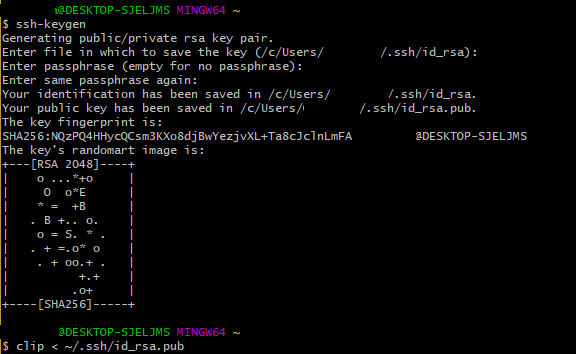 @DESKTOP-SJELJMS MINGW64 ~
$ ssh-keygen
Generating public/private rsa key pair.
Enter file in which to save the key (/c/Users/ /.ssh/id_rsa):
Enter passphrase (empty for no passphrase):
Enter same passphrase again:
Your identification has been saved in /c/Users/ /.ssh/id_rsa.
Your public key has been saved in /c/Users/ /.ssh/id_rsa.pub.
The key fingerprint is:
SHA256:NQzPQ4HHycQCsm3KXo8djBwYezjvXL+Ta8cJclnLmFA @DESKTOP-SJELJMS
The key's randomart image is:
+---[RSA 2048]----+
|    o ...*+o     |
|     O  o*E      |
|    * =  +B      |
|   . B +.. o.    |
|    o = S. * .   |
|   . + =.o* o    |
|    . + oo.+ .   |
|         +.+     |
|        .o+      |
+----[SHA256]-----+
@DESKTOP-SJELJMS MINGW64 ~
$ clip < ~/.ssh/id_rsa.pub